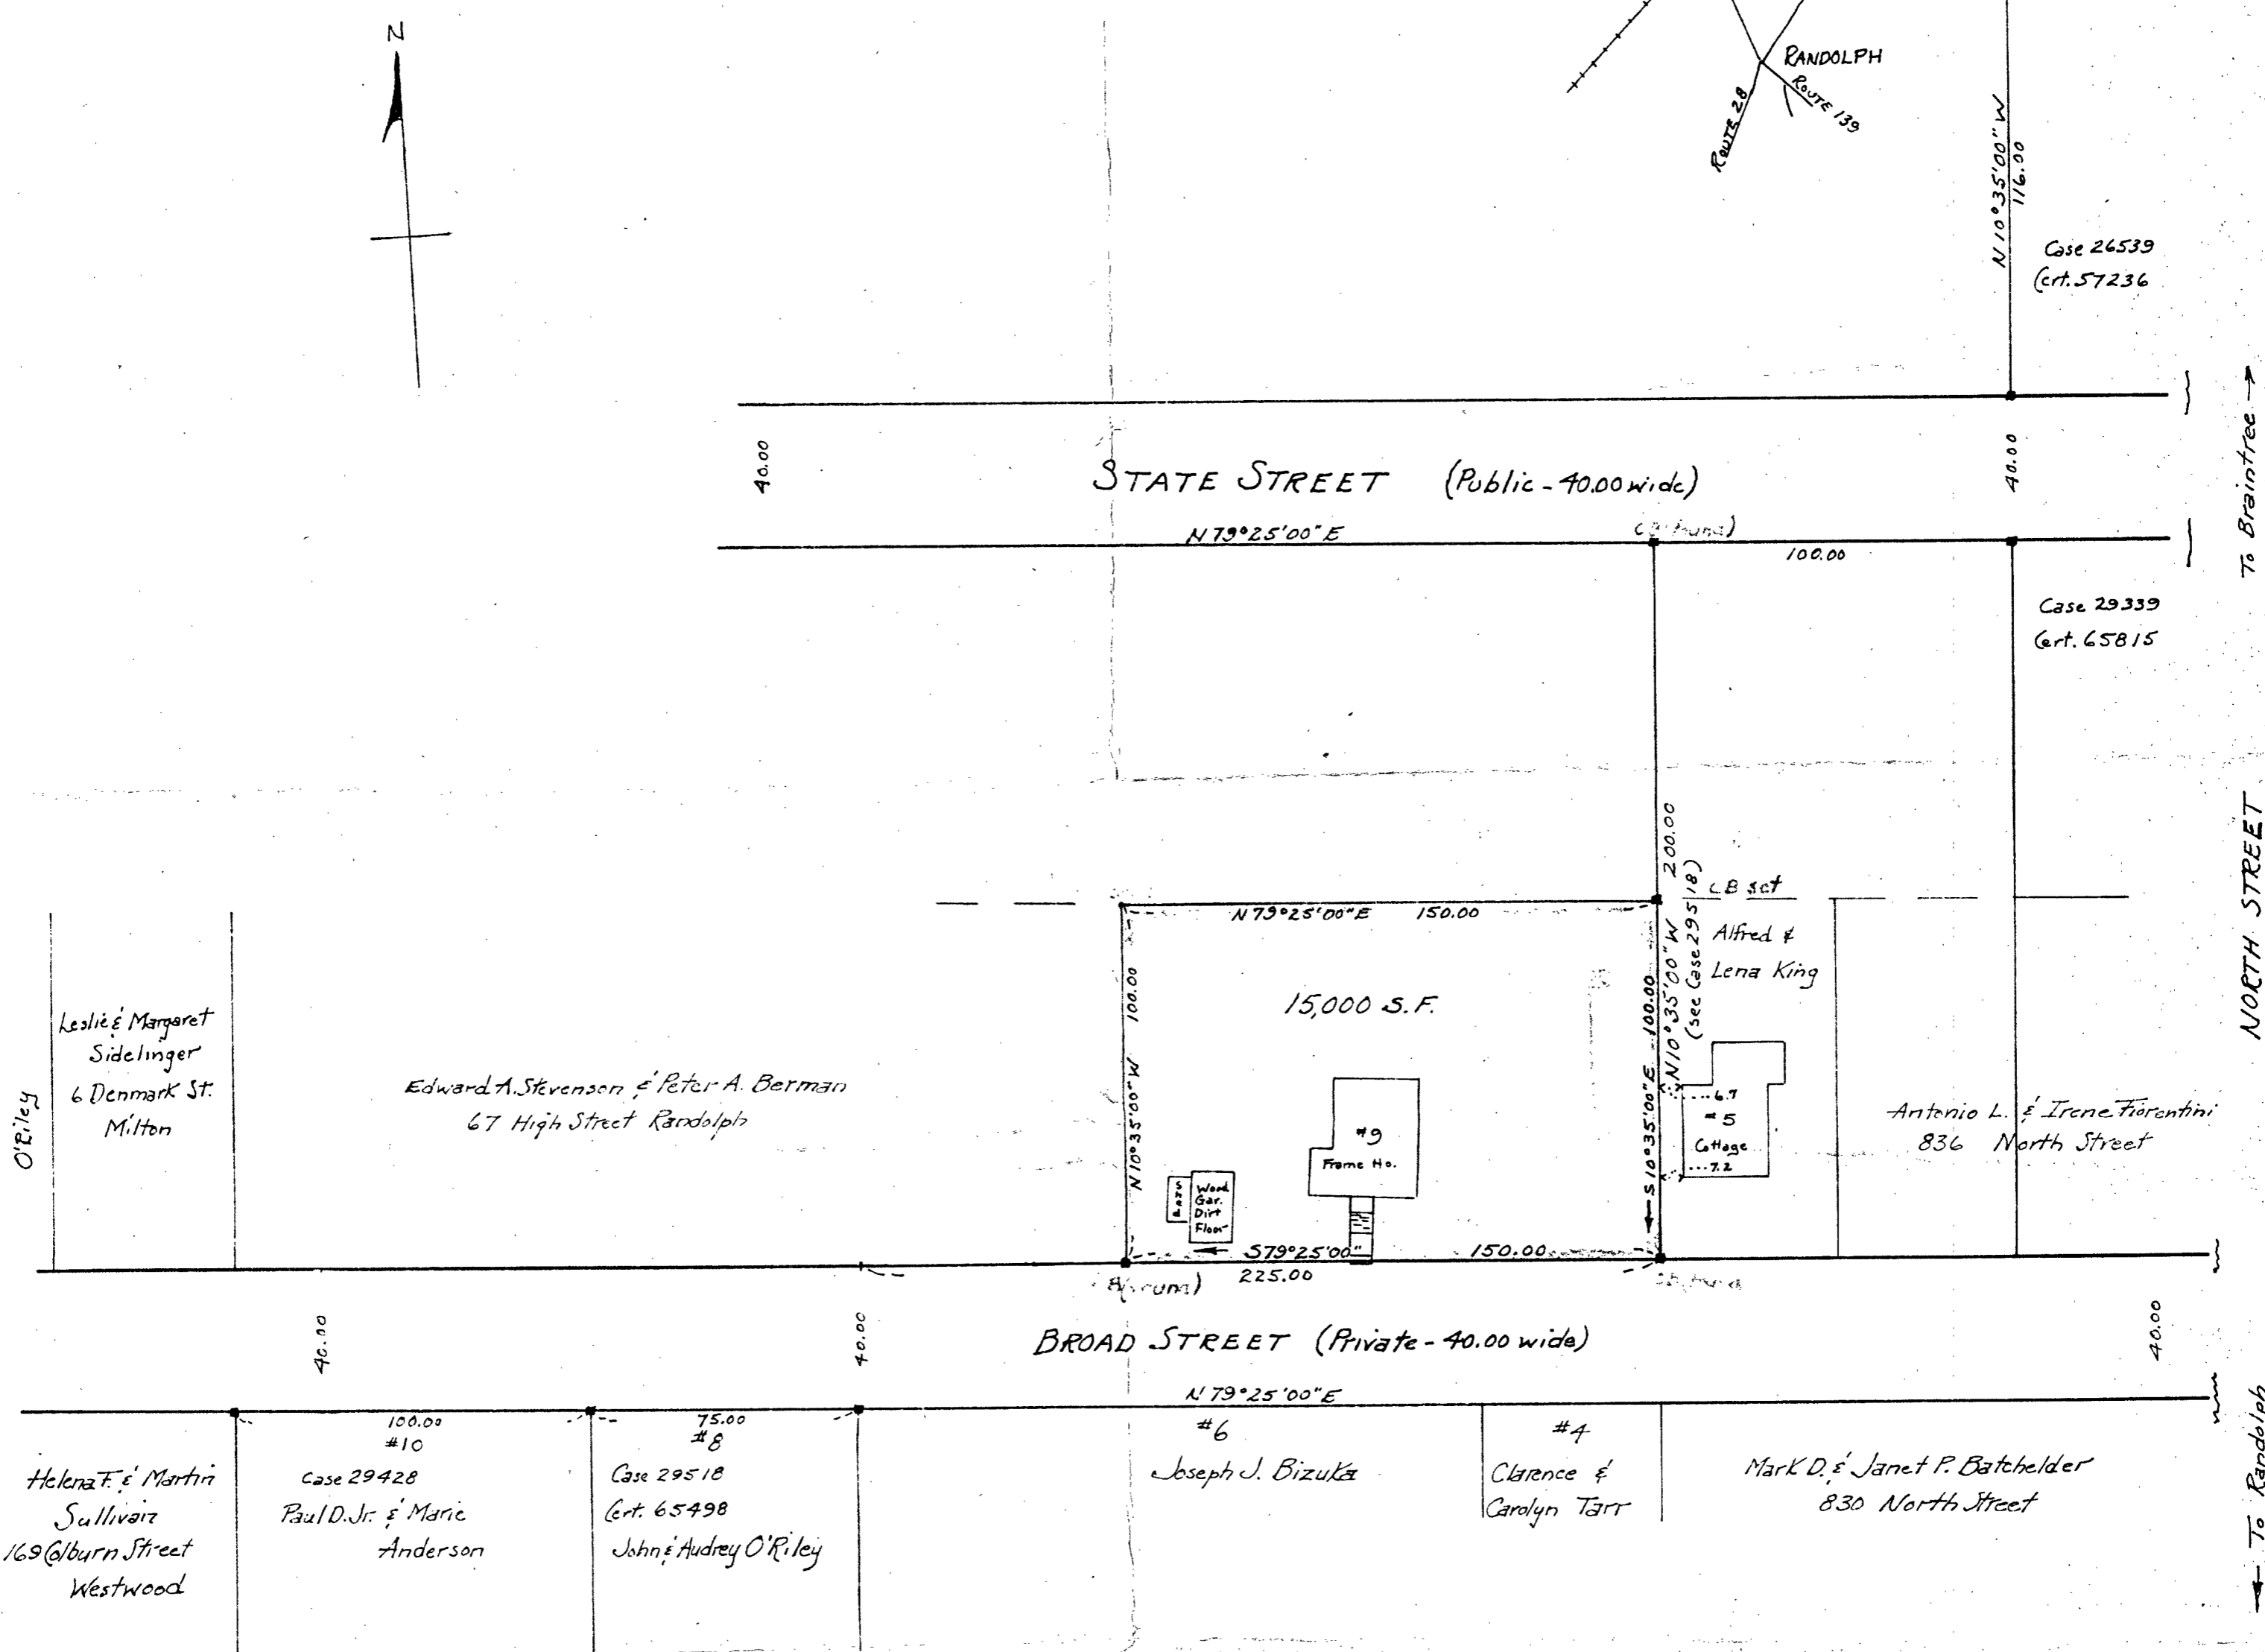 N
RANDOLPH
ROUTE 28
ROUTE 139
N 10°35'00" W
116.00
Case 26539
Cert. 57236
To Braintree
40.00
STATE STREET (Public - 40.00 wide)
40.00
N 79°25'00" E
100.00
Case 29339
Cert. 65815
NORTH STREET
200.00
N 10°35'00" W
(see Case 29518)
LB set
Alfred &
Lena King
N 79°25'00" E 150.00
N 10°35'00" W 100.00
15,000 S.F.
S 10°35'00" E 100.00
#9
Frame Ho.
Wood
Gar.
Dirt
Floor
6.7
#5
Cottage
7.2
O'Riley
Leslie & Margaret
Sidelinger
6 Denmark St.
Milton
Edward A. Stevenson & Peter A. Berman
67 High Street Randolph
Antonio L. & Irene Fiorentini
836 North Street
S79°25'00" 150.00
225.00
40.00
40.00
BROAD STREET (Private - 40.00 wide)
40.00
N 79°25'00" E
To Randolph
100.00
#10
75.00
#8
#6
#4
Helena F. & Martin
Sullivan
169 Colburn Street
Westwood
Case 29428
Paul D. Jr. & Marie
Anderson
Case 29518
Cert. 65498
John & Audrey O'Riley
Joseph J. Bizuka
Clarence &
Carolyn Tarr
Mark D. & Janet P. Batchelder
830 North Street